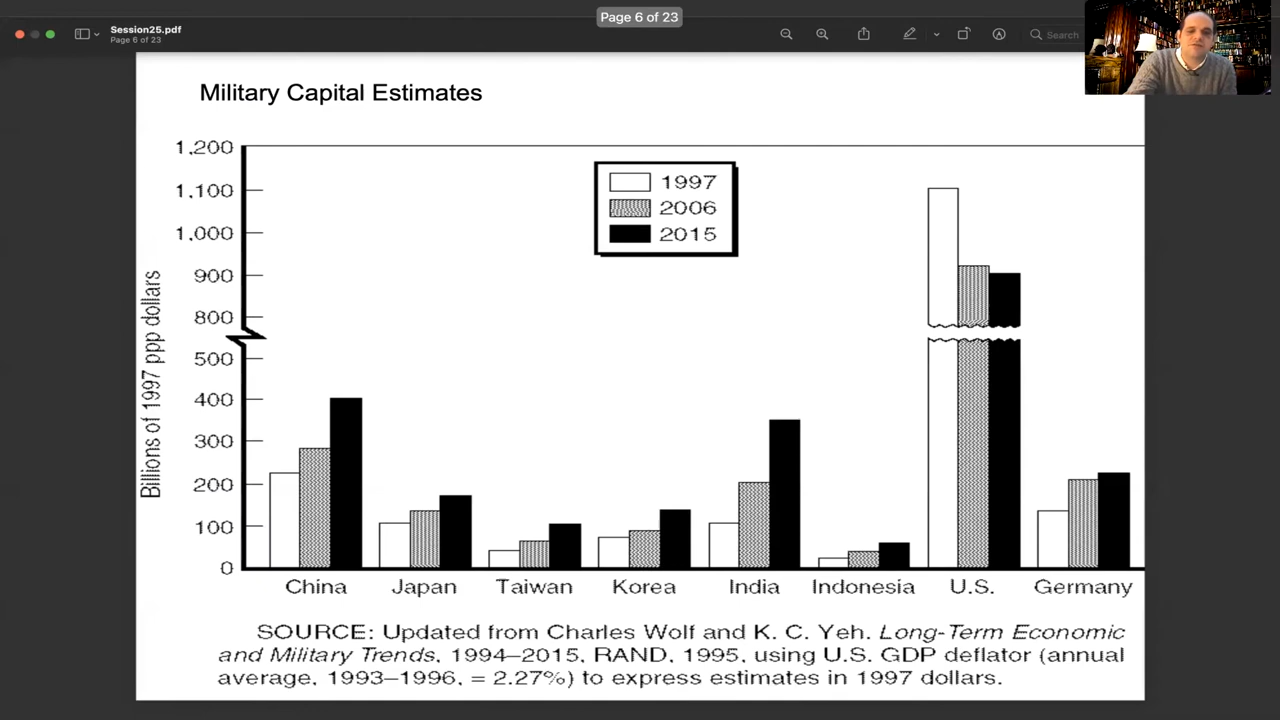 Page 6 of 23
Session25.pdf
Page 6 of 23
Search
Military Capital Estimates
1,200
1,100
1,000
900
800
500
400
300
200
100
0
Billions of 1997 ppp dollars
1997
2006
2015
China Japan Taiwan Korea India Indonesia U.S. Germany
SOURCE: Updated from Charles Wolf and K. C. Yeh. Long-Term Economic
and Military Trends, 1994–2015, RAND, 1995, using U.S. GDP deflator (annual
average, 1993–1996, = 2.27%) to express estimates in 1997 dollars.